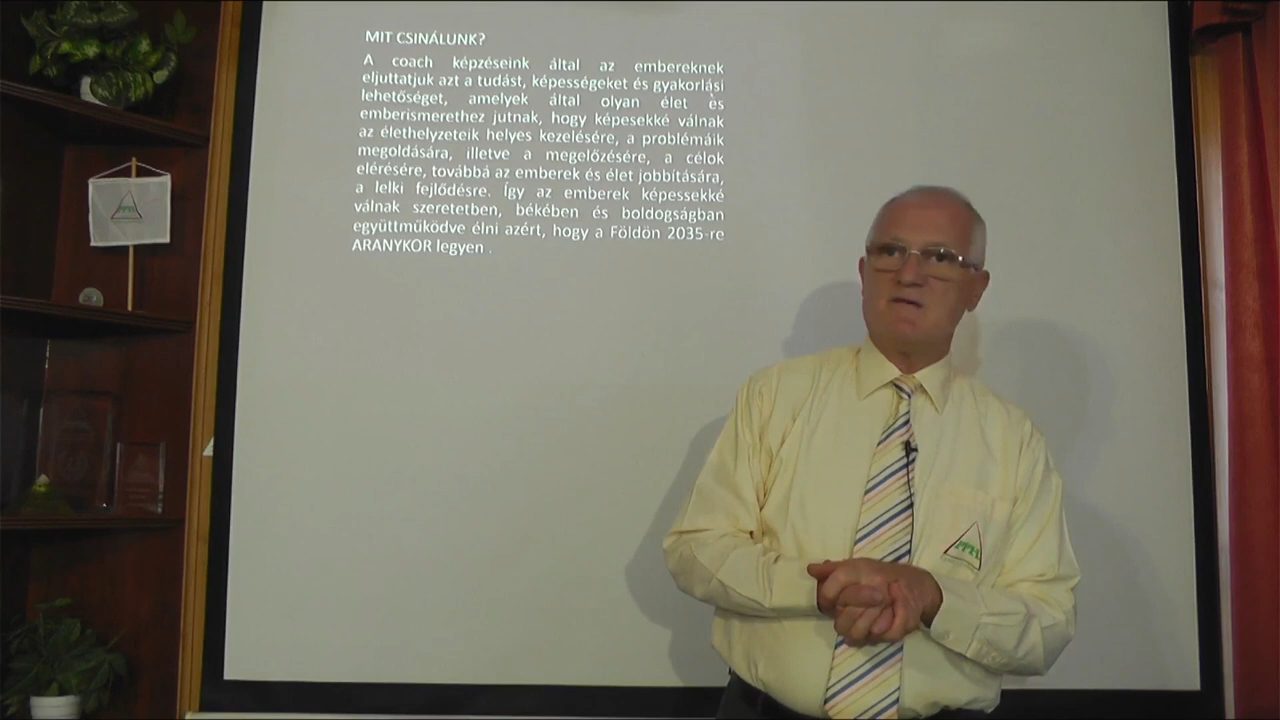 MIT CSINÁLUNK?
A coach képzéseink által az embereknek
eljuttatjuk azt a tudást, képességeket és gyakorlási
lehetőséget, amelyek által olyan élet ès
emberismerethez jutnak, hogy képesekké válnak
az élethelyzeteik helyes kezelésére, a problémáik
megoldására, illetve a megelőzésére, a célok
elérésére, továbbá az emberek és élet jobbítására,
a lelki fejlődésre. Így az emberek képessekké
válnak szeretetben, békében és boldogságban
együttműködve élni azért, hogy a Földön 2035-re
ARANYKOR legyen .